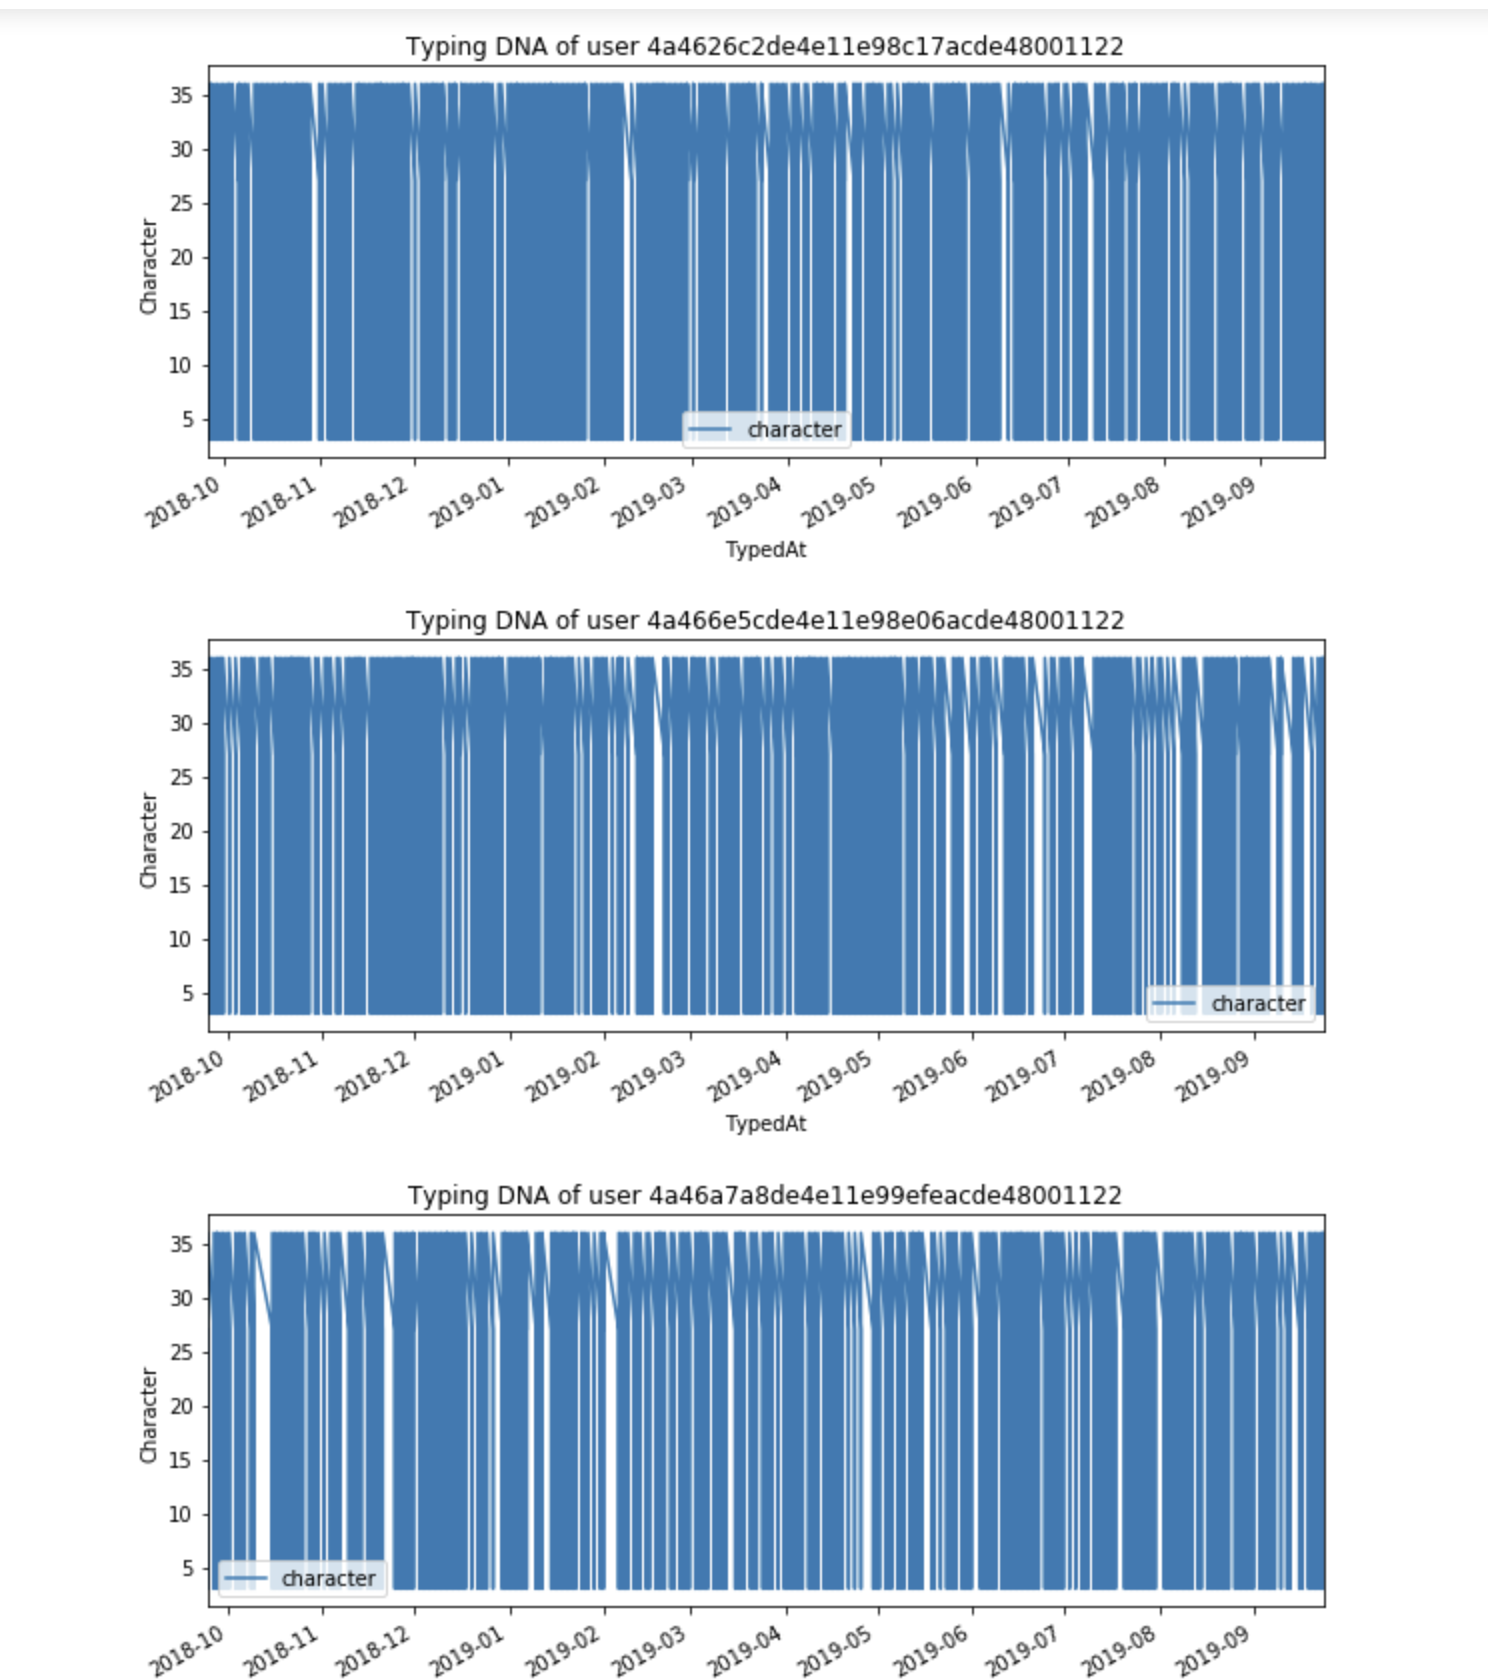 Typing DNA of user 4a4626c2de4e11e98c17acde48001122
35
30
25
20
15
10
5
Character
character
2018-10 2018-11 2018-12 2019-01 2019-02 2019-03 2019-04 2019-05 2019-06 2019-07 2019-08 2019-09
TypedAt
Typing DNA of user 4a466e5cde4e11e98e06acde48001122
35
30
25
20
15
10
5
Character
character
2018-10 2018-11 2018-12 2019-01 2019-02 2019-03 2019-04 2019-05 2019-06 2019-07 2019-08 2019-09
TypedAt
Typing DNA of user 4a46a7a8de4e11e99efeacde48001122
35
30
25
20
15
10
5
Character
character
2018-10 2018-11 2018-12 2019-01 2019-02 2019-03 2019-04 2019-05 2019-06 2019-07 2019-08 2019-09